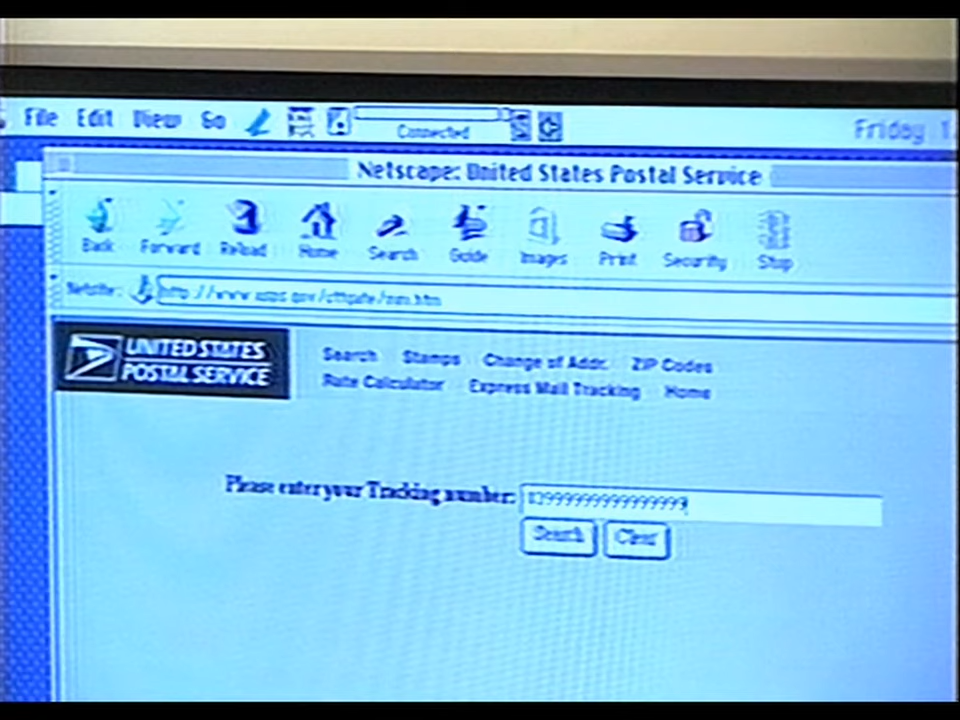 File Edit View Go
Connected
Friday 1
Netscape: United States Postal Service
Back Forward Reload Home Search Guide Images Print Security Stop
Netsite:
UNITED STATES
POSTAL SERVICE
Search Stamps Change of Addr. ZIP Codes
Rate Calculator Express Mail Tracking Home
Please enter your Tracking number:
Search Clear